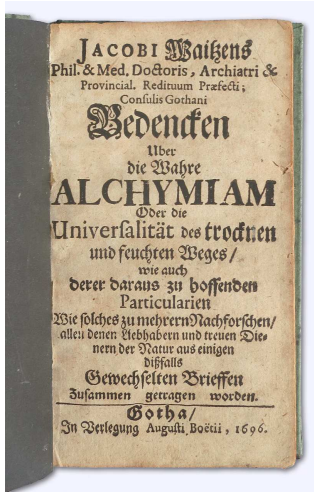 JACOBI Waitzens
Phil. & Med. Doctoris, Archiatri &
Provincial. Redituum Præfecti;
Consulis Gothani
Bedencken
Uber
die Wahre
ALCHYMIAM
Oder die
Universalität des trocknen
und feuchten Weges/
wie auch
derer daraus zu hoffenden
Particularien
Wie solches zu mehrern Nachforschen/
allen denen Liebhabern und treuen Die-
nern der Natur aus einigen
dißfalls
Gewechselten Brieffen
Zusammen getragen worden.
Gotha/
In Verlegung Augusti Boëtii, 1696.